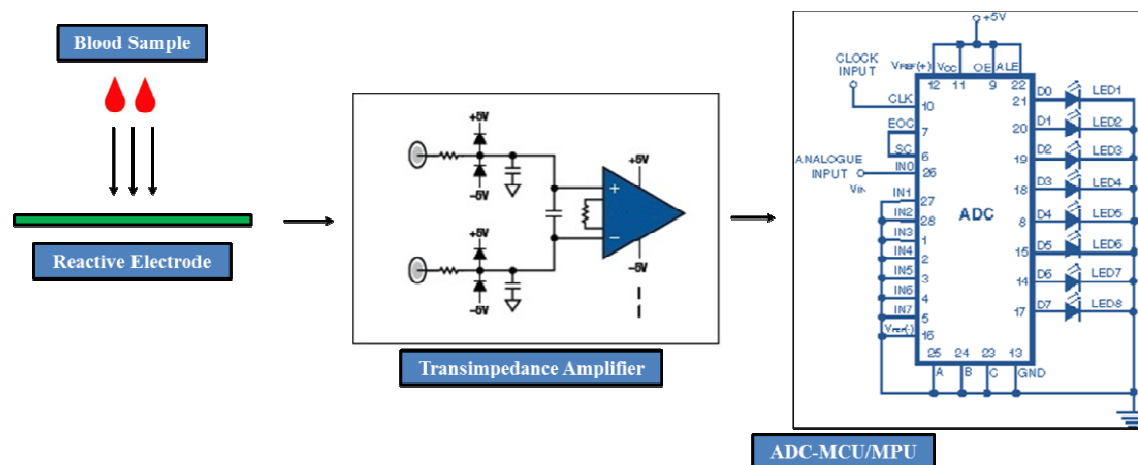 Blood Sample
Reactive Electrode
+5V
−5V
+5V
+
−
−5V
+5V
−5V
Transimpedance Amplifier
+5V
CLOCK
INPUT
VREF(+) VCC OE ALE
12 11 9 22
CLK
10
EOC
7
SC
6
IN0
26
ANALOGUE
INPUT
VIN
IN1
27
IN2
28
IN3
1
IN4
2
IN5
3
IN6
4
IN7
5
Vref(-)
16
ADC
21 D0 LED1
20 D1 LED2
19 D2 LED3
18 D3 LED4
8 D4 LED5
15 D5 LED6
14 D6 LED7
17 D7 LED8
25 24 23 13
A B C GND
ADC-MCU/MPU